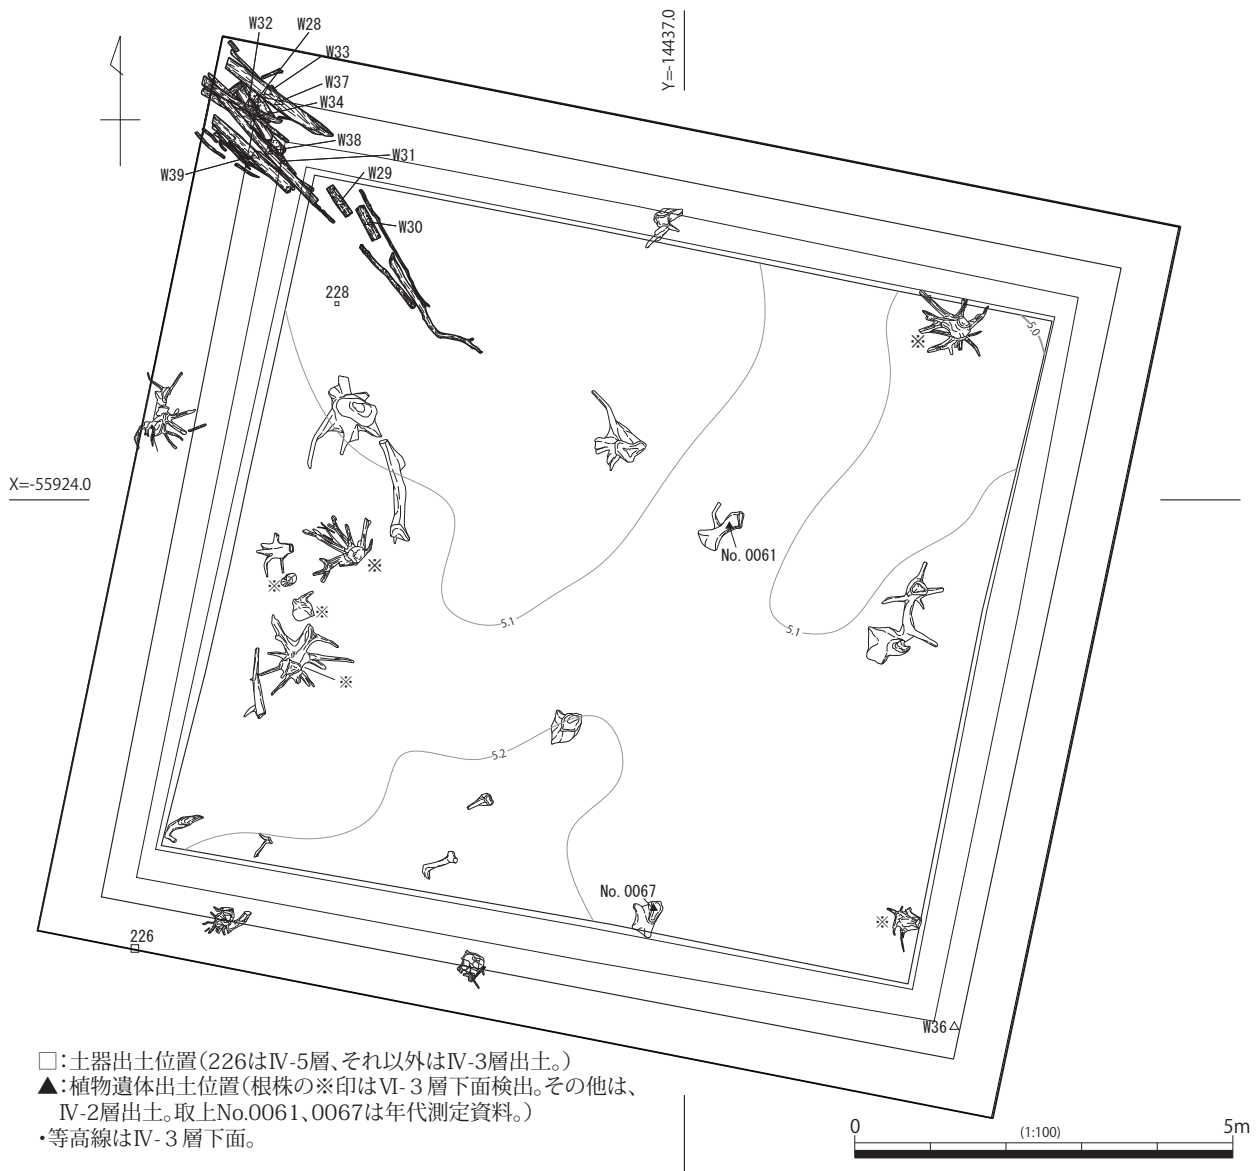 W32
W28
W33
W37
W34
W38
W31
W39
W29
W30
Y=-14437.0
228
5.0
※
X=-55924.0
No. 0061
※
※
※
5.1
5.1
※
5.2
No. 0067
※
226
W36
□:土器出土位置(226はⅣ-5層、それ以外はⅣ-3層出土。)
▲:植物遺体出土位置(根株の※印はⅥ-3層下面検出。その他は、
Ⅳ-2層出土。取上No.0061、0067は年代測定資料。)
・等高線はⅣ-3層下面。
0 (1:100) 5m